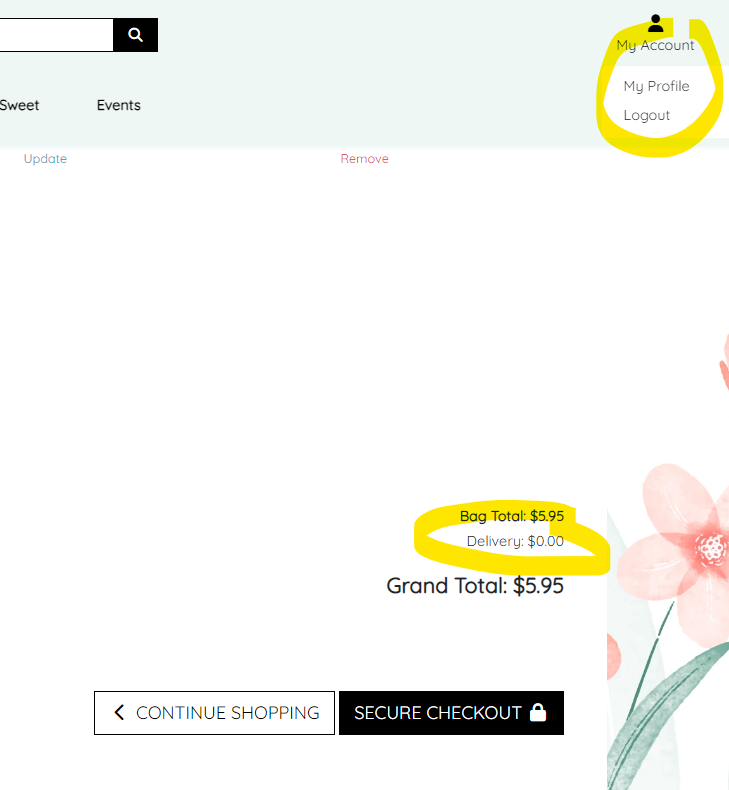 My Account
My Profile
Logout
Sweet
Events
Update
Remove
Bag Total: $5.95
Delivery: $0.00
Grand Total: $5.95
CONTINUE SHOPPING
SECURE CHECKOUT